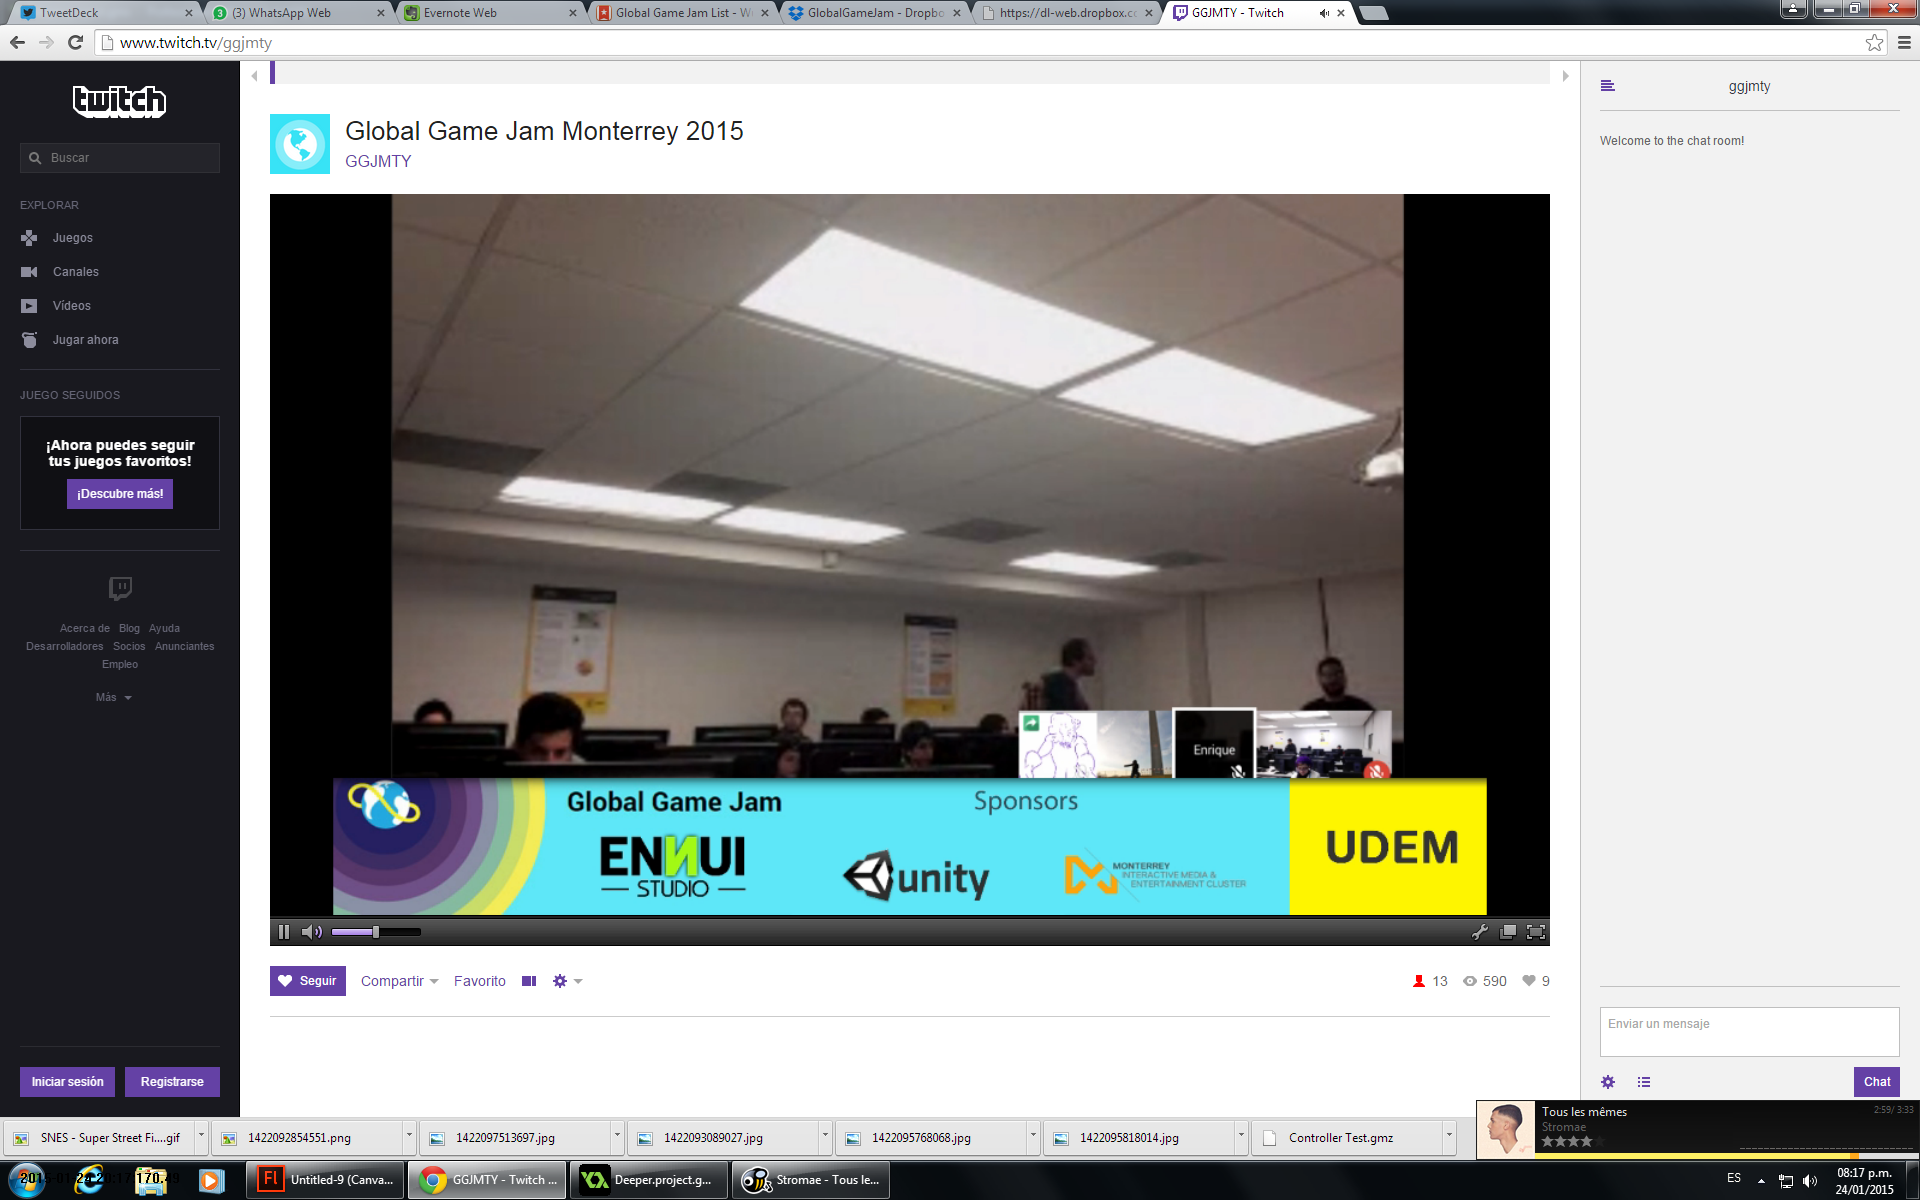 TweetDeck
(3) WhatsApp Web
Evernote Web
Global Game Jam List - W
GlobalGameJam - Dropbo
https://dl-web.dropbox.c
GGJMTY - Twitch
www.twitch.tv/ggjmty
twitch
Buscar
EXPLORAR
Juegos
Canales
Vídeos
Jugar ahora
JUEGO SEGUIDOS
¡Ahora puedes seguir
tus juegos favoritos!
¡Descubre más!
Acerca de Blog Ayuda
Desarrolladores Socios Anunciantes
Empleo
Más
Iniciar sesión
Registrarse
Global Game Jam Monterrey 2015
GGJMTY
Enrique
Global Game Jam
ENNUI
STUDIO
Sponsors
unity
MONTERREY
INTERACTIVE MEDIA &
ENTERTAINMENT CLUSTER
UDEM
Seguir
Compartir
Favorito
13
590
9
ggjmty
Welcome to the chat room!
Enviar un mensaje
Chat
SNES - Super Street Fi....gif
1422092854551.png
1422097513697.jpg
1422093089027.jpg
1422095768068.jpg
1422095818014.jpg
Controller Test.gmz
Tous les mêmes
2:59/ 3:33
Stromae
Fl
Untitled-9 (Canva...
GGJMTY - Twitch ...
Deeper.project.g...
Stromae - Tous le...
ES
08:17 p.m.
24/01/2015